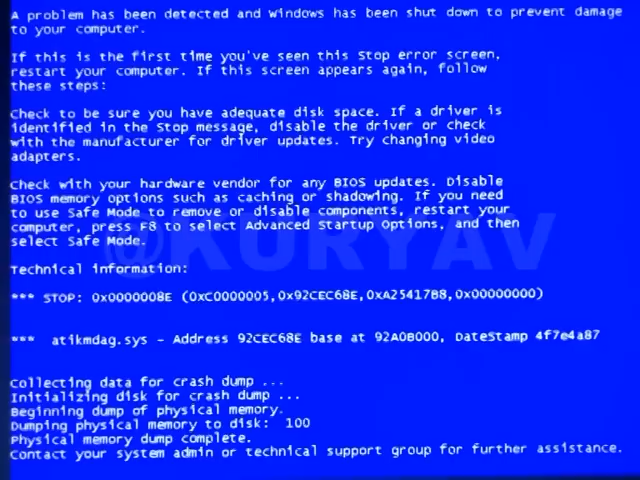 A problem has been detected and Windows has been shut down to prevent damage
to your computer.
If this is the first time you've seen this Stop error screen,
restart your computer. If this screen appears again, follow
these steps:
Check to be sure you have adequate disk space. If a driver is
identified in the Stop message, disable the driver or check
with the manufacturer for driver updates. Try changing video
adapters.
Check with your hardware vendor for any BIOS updates. Disable
BIOS memory options such as caching or shadowing. If you need
to use Safe Mode to remove or disable components, restart your
computer, press F8 to select Advanced Startup Options, and then
select Safe Mode.
@KURYAV
Technical information:
*** STOP: 0x0000008E (0xC0000005,0x92CEC68E,0xA25417B8,0x00000000)
*** atikmdag.sys - Address 92CEC68E base at 92A0B000, DateStamp 4f7e4a87
Collecting data for crash dump ...
Initializing disk for crash dump ...
Beginning dump of physical memory.
Dumping physical memory to disk: 100
Physical memory dump complete.
Contact your system admin or technical support group for further assistance.